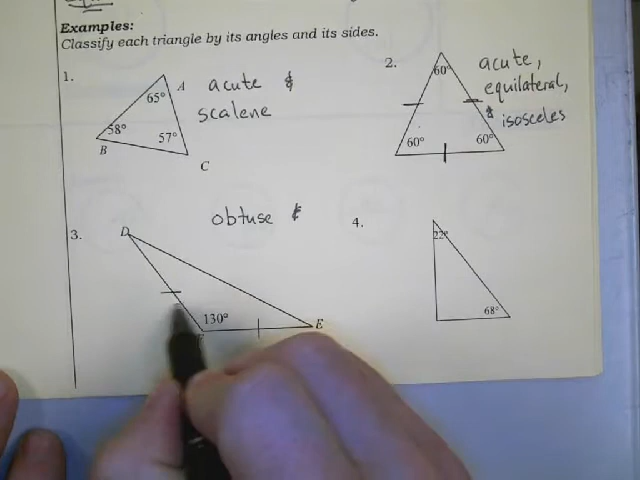 Examples:
Classify each triangle by its angles and its sides.
1.
65°
A
58°
B
57°
C
acute &
scalene
2.
60°
60°
60°
acute,
equilateral,
& isosceles
3.
D
130°
E
obtuse &
4.
22°
68°